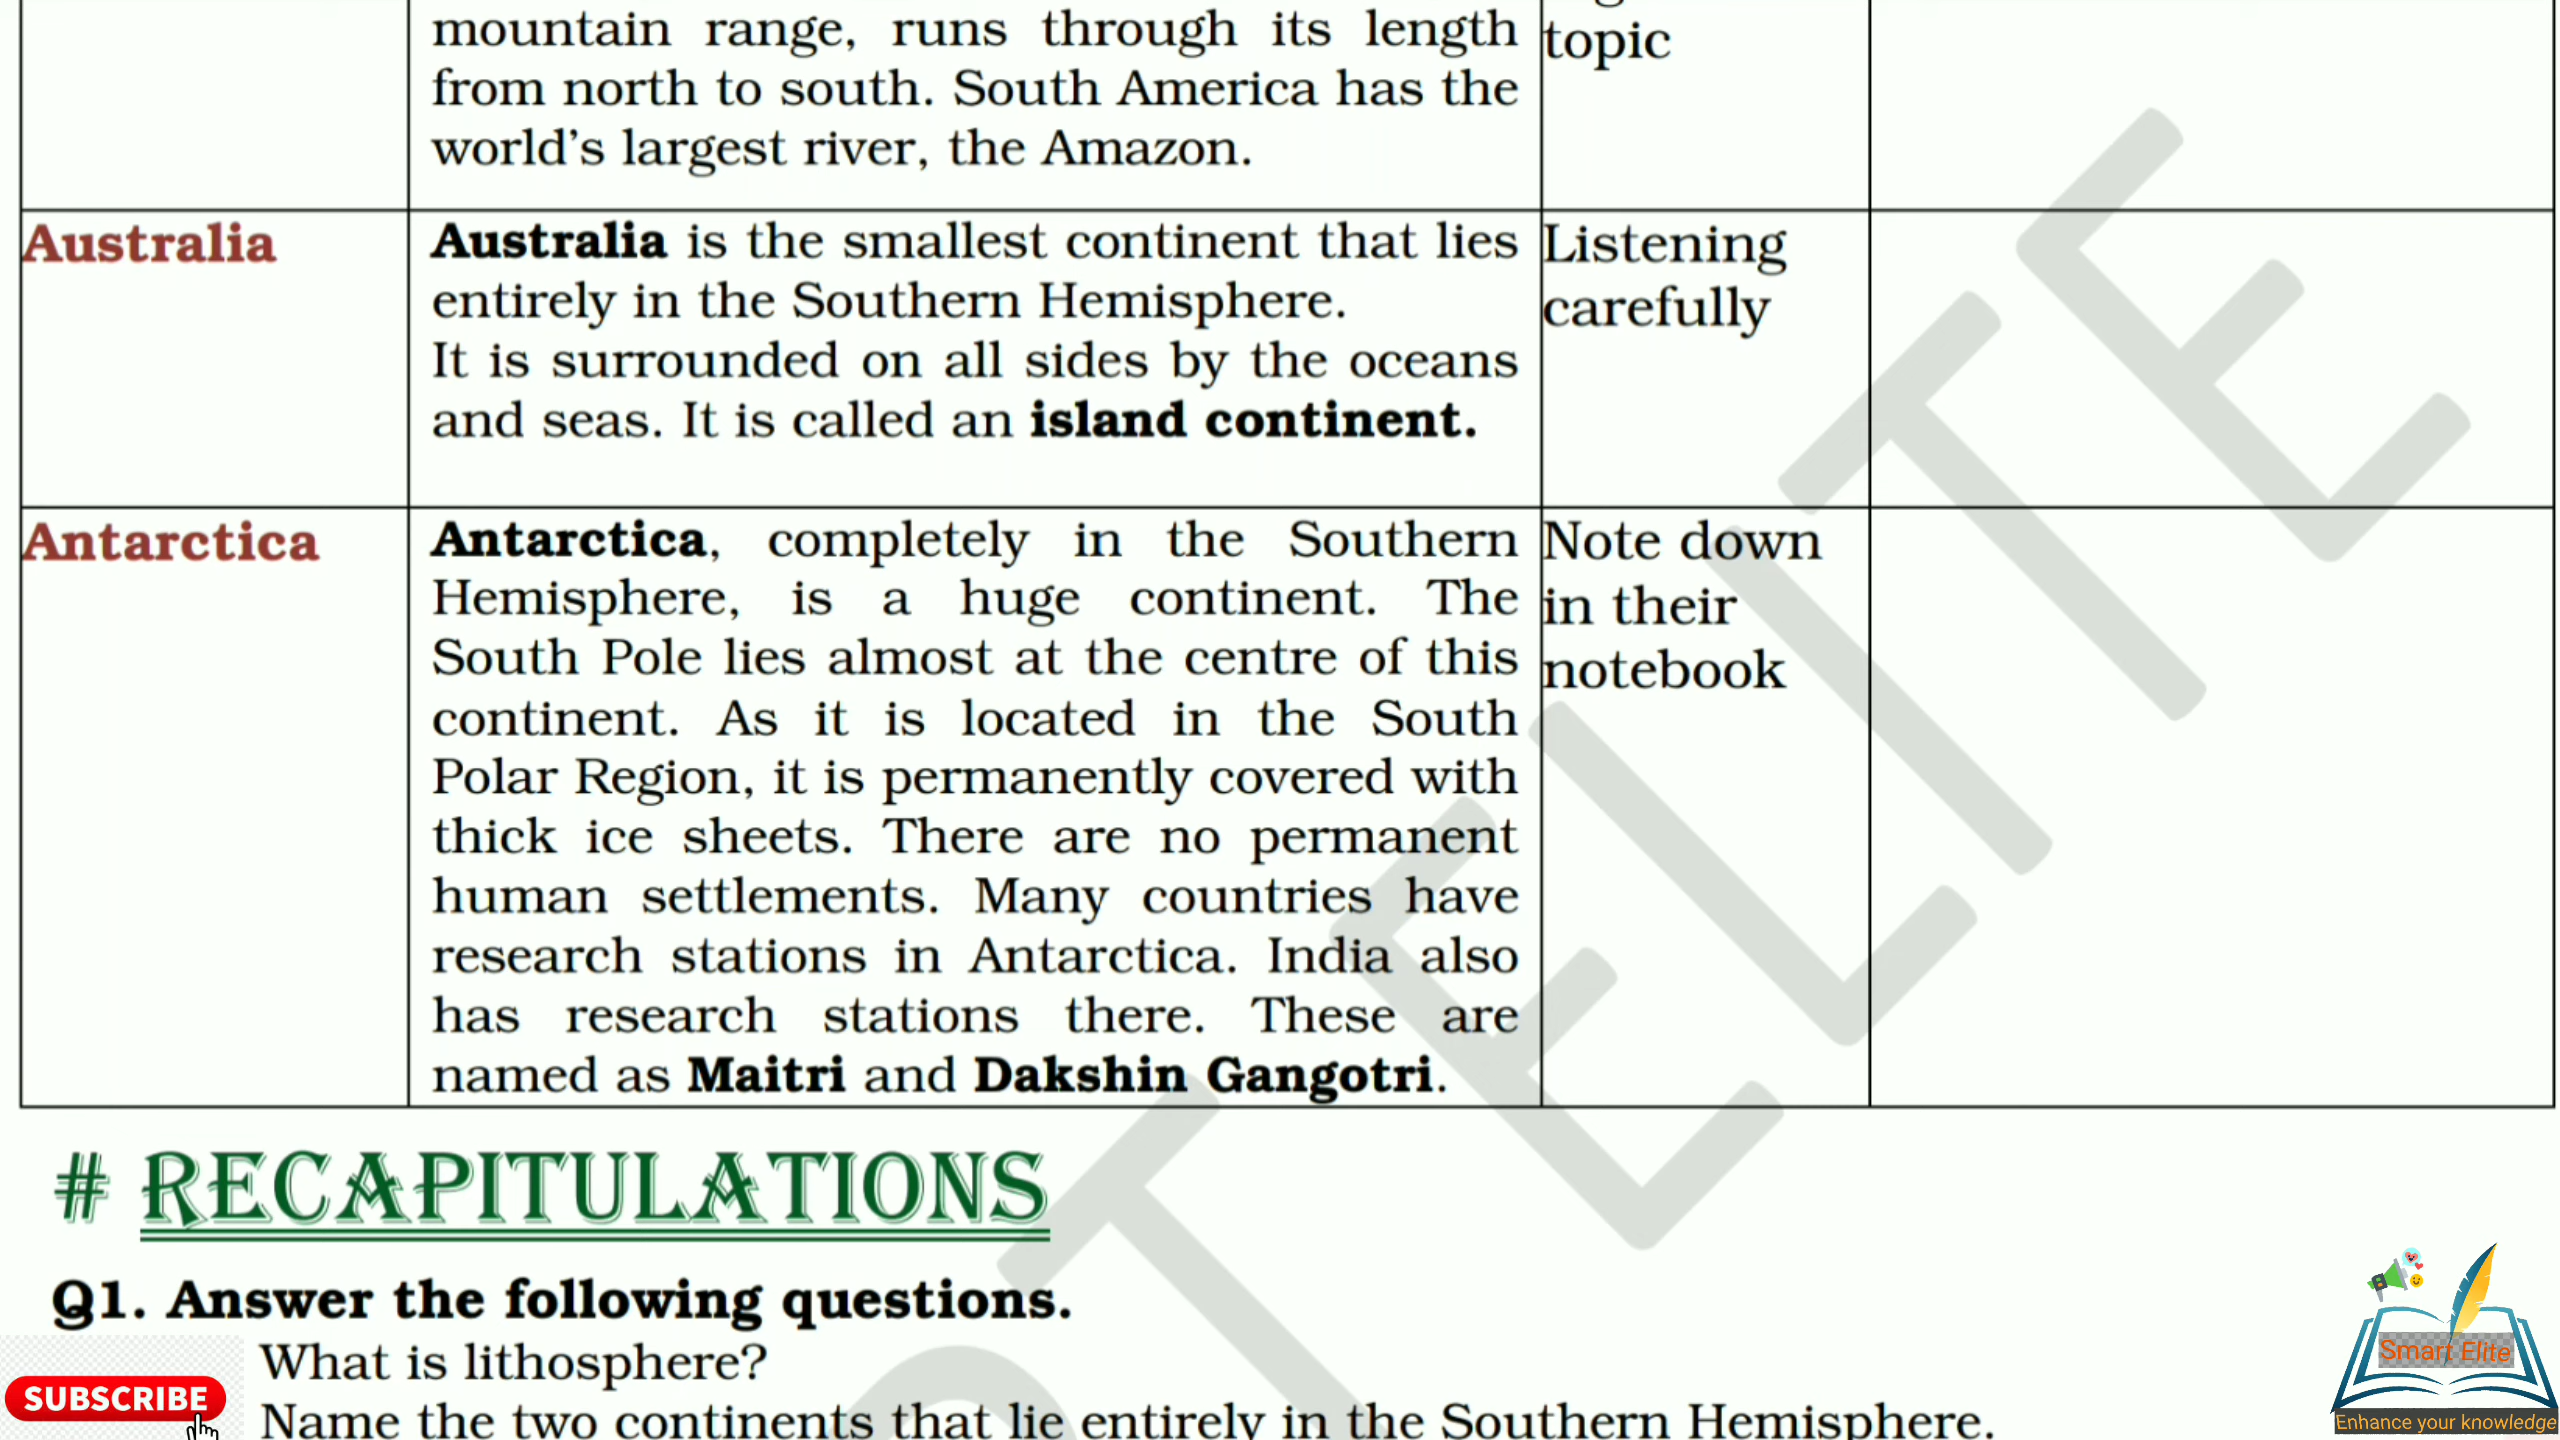 mountain range, runs through its length
from north to south. South America has the
world's largest river, the Amazon.
topic
Australia
Australia is the smallest continent that lies
entirely in the Southern Hemisphere.
It is surrounded on all sides by the oceans
and seas. It is called an island continent.
Listening
carefully
Antarctica
Antarctica, completely in the Southern
Hemisphere, is a huge continent. The
South Pole lies almost at the centre of this
continent. As it is located in the South
Polar Region, it is permanently covered with
thick ice sheets. There are no permanent
human settlements. Many countries have
research stations in Antarctica. India also
has research stations there. These are
named as Maitri and Dakshin Gangotri.
Note down
in their
notebook
# RECAPITULATIONS
Q1. Answer the following questions.
What is lithosphere?
Name the two continents that lie entirely in the Southern Hemisphere.
SUBSCRIBE
Smart Elite
Enhance your knowledge
ELITE